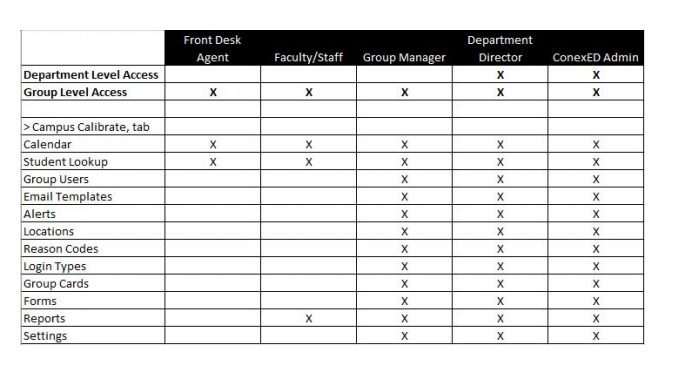 Front Desk Department
Agent Faculty/Staff Group Manager Director ConexED Admin
Department Level Access X X
Group Level Access X X X X X
> Campus Calibrate, tab
Calendar X X X X X
Student Lookup X X X X X
Group Users X X X
Email Templates X X X
Alerts X X X
Locations X X X
Reason Codes X X X
Login Types X X X
Group Cards X X X
Forms X X X
Reports X X X X
Settings X X X